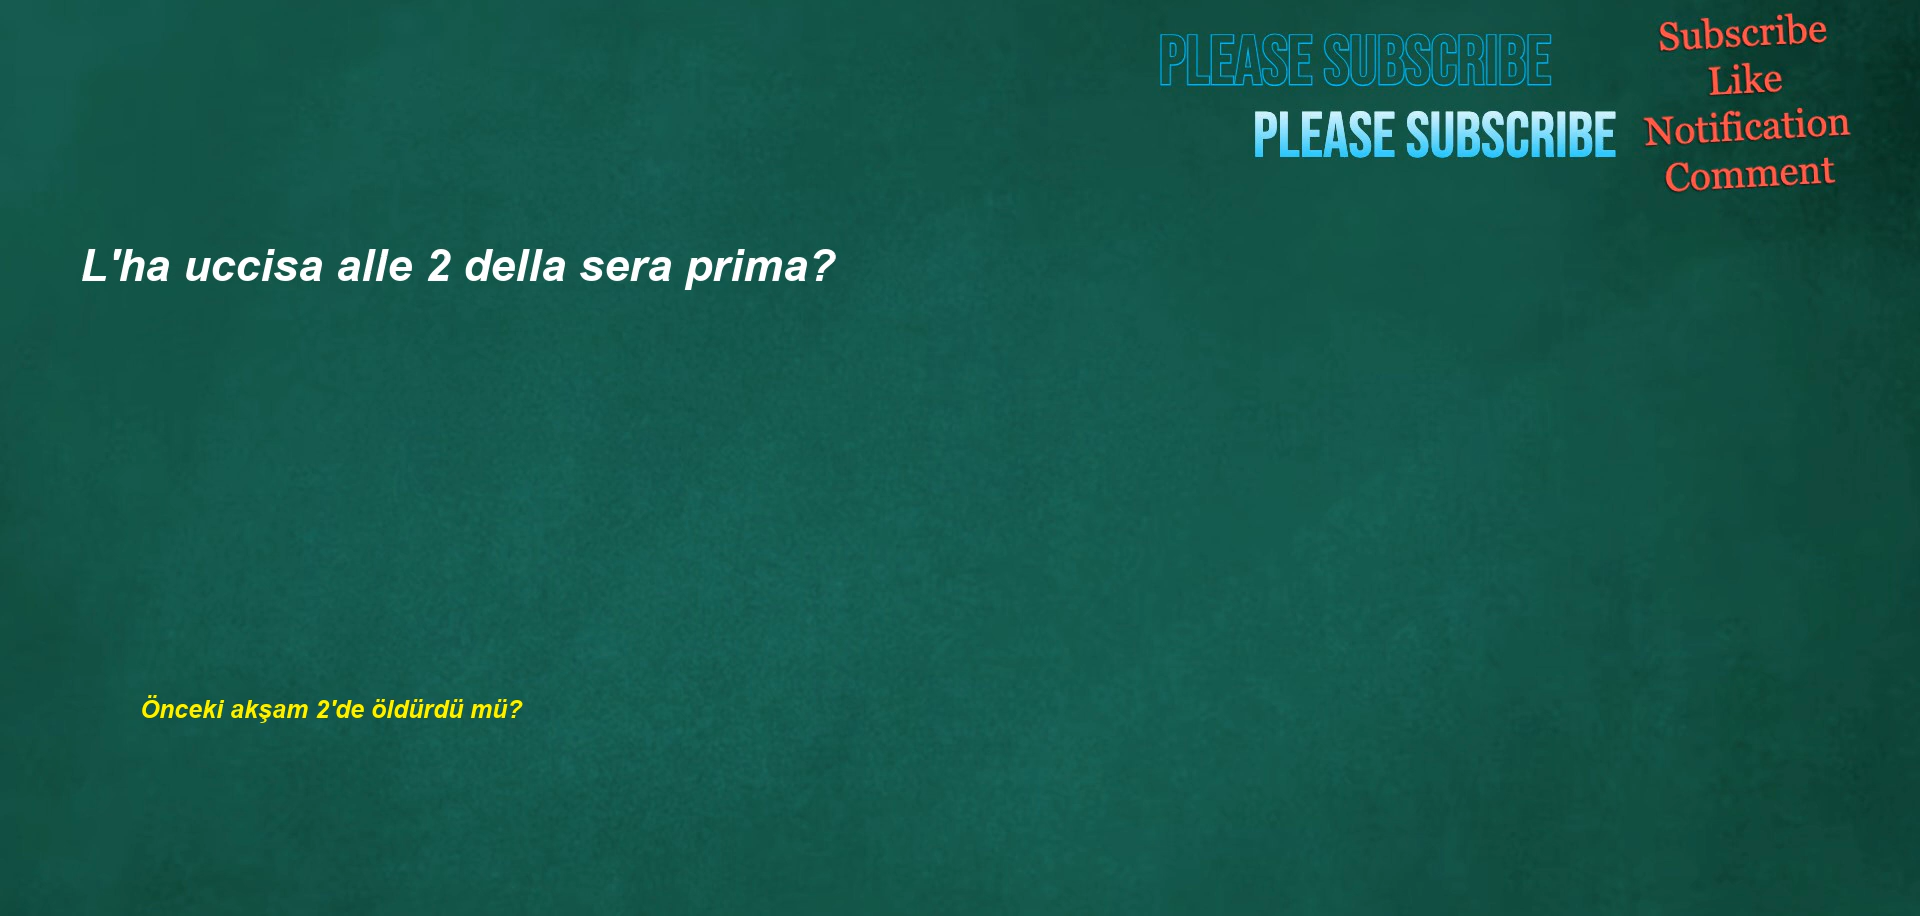 PLEASE SUBSCRIBE
PLEASE SUBSCRIBE
Subscribe
Like
Notification
Comment
L'ha uccisa alle 2 della sera prima?
Önceki akşam 2'de öldürdü mü?